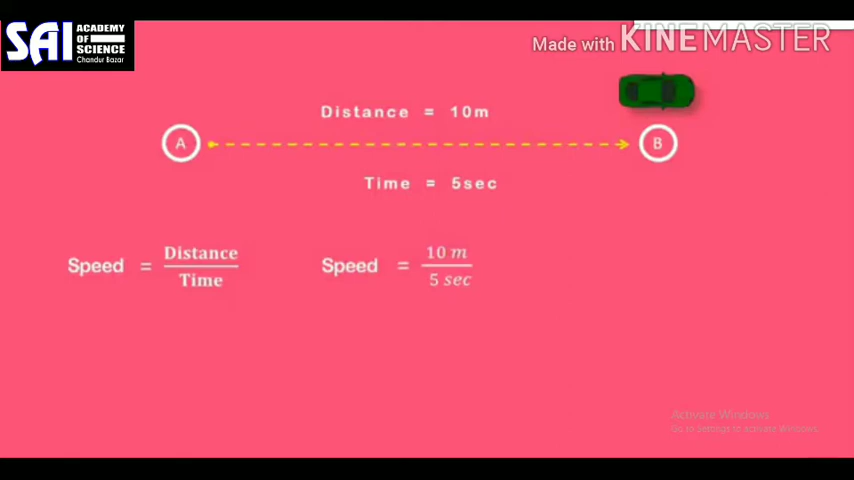 SAI ACADEMY
OF
SCIENCE
Chandur Bazar
Made with KINEMASTER
Distance = 10m
A
B
Time = 5sec
Speed = Distance / Time
Speed = 10 m / 5 sec
Activate Windows
Go to Settings to activate Windows.